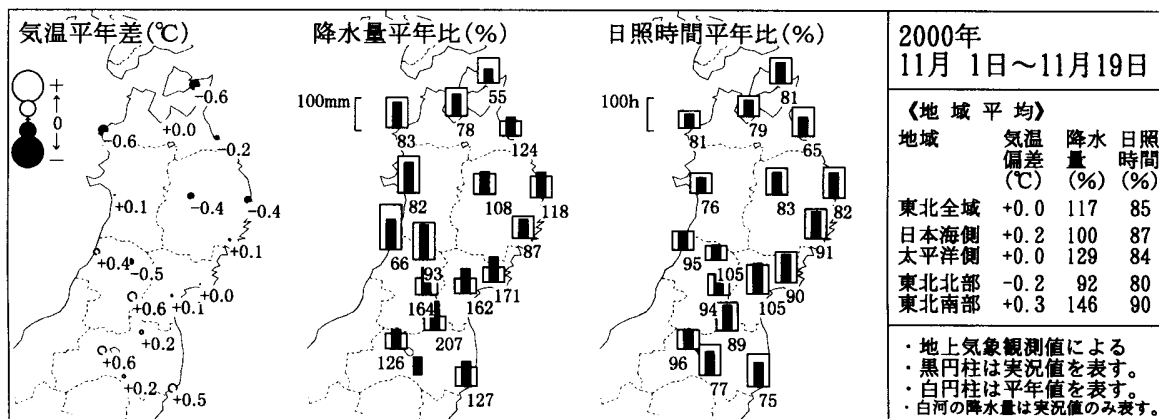 気温平年差(℃)
+
↑
0
↓
−
−0.6
+0.0
−0.6
−0.2
+0.1
−0.4
−0.4
+0.1
+0.4
−0.5
+0.0
+0.6
+0.1
+0.2
+0.6
+0.2
+0.5
降水量平年比(%)
100mm
55
78
83
124
82
108
118
66
93
87
171
164
162
207
126
127
日照時間平年比(%)
100h
81
79
81
65
76
83
82
91
95
105
90
94
105
89
96
77
75
2000年
11月 1日～11月19日
《地 域 平 均》
地域 気温 降水 日照
偏差 量 時間
(℃) (%) (%)
東北全域 +0.0 117 85
日本海側 +0.2 100 87
太平洋側 +0.0 129 84
東北北部 −0.2 92 80
東北南部 +0.3 146 90
・地上気象観測値による
・黒円柱は実況値を表す。
・白円柱は平年値を表す。
・白河の降水量は実況値のみ表す。